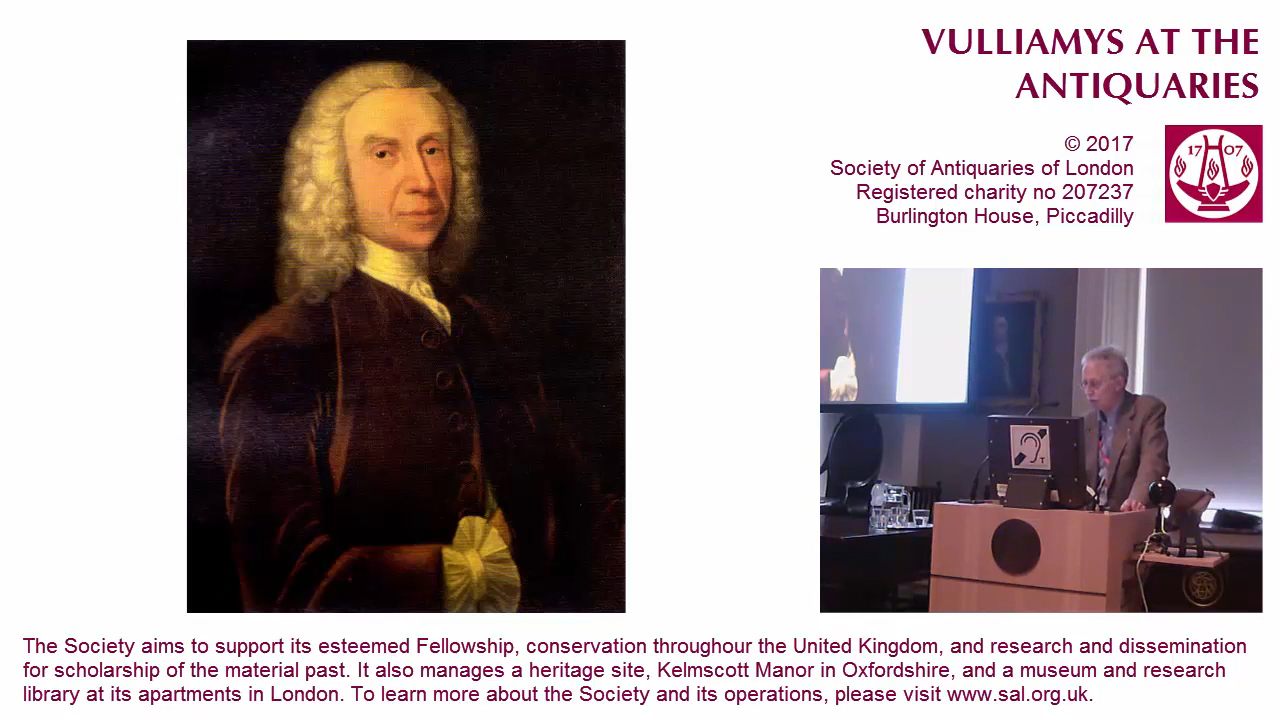 VULLIAMYS AT THE
ANTIQUARIES
© 2017
Society of Antiquaries of London
Registered charity no 207237
Burlington House, Piccadilly
17 07
T
The Society aims to support its esteemed Fellowship, conservation throughour the United Kingdom, and research and dissemination
for scholarship of the material past. It also manages a heritage site, Kelmscott Manor in Oxfordshire, and a museum and research
library at its apartments in London. To learn more about the Society and its operations, please visit www.sal.org.uk.